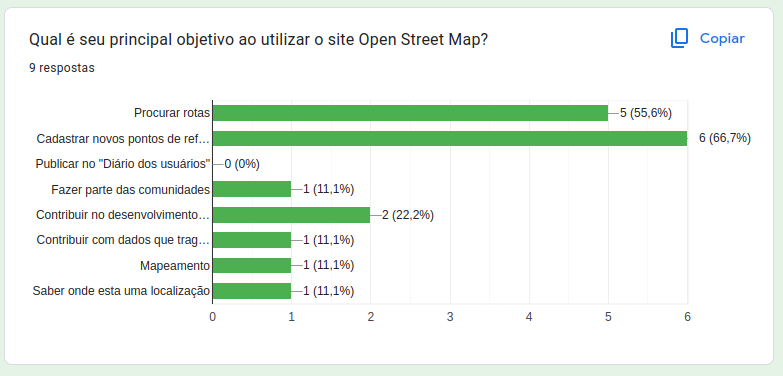 Qual é seu principal objetivo ao utilizar o site Open Street Map?
Copiar
9 respostas
Procurar rotas
5 (55,6%)
Cadastrar novos pontos de ref…
6 (66,7%)
Publicar no "Diário dos usuários"
0 (0%)
Fazer parte das comunidades
1 (11,1%)
Contribuir no desenvolvimento…
2 (22,2%)
Contribuir com dados que trag…
1 (11,1%)
Mapeamento
1 (11,1%)
Saber onde esta uma localização
1 (11,1%)
0 1 2 3 4 5 6